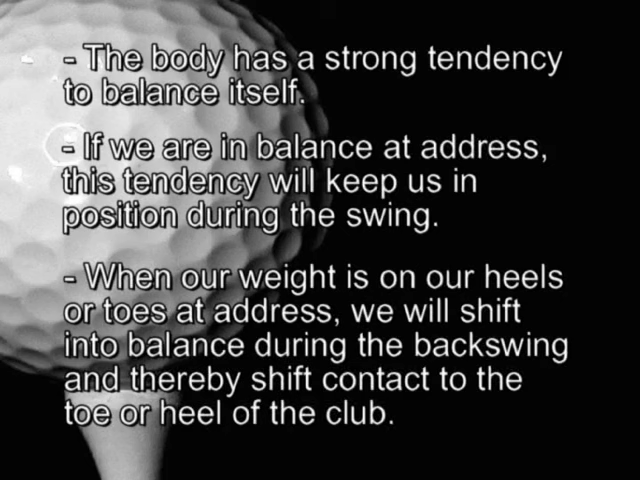 - The body has a strong tendency
to balance itself.
- If we are in balance at address,
this tendency will keep us in
position during the swing.
- When our weight is on our heels
or toes at address, we will shift
into balance during the backswing
and thereby shift contact to the
toe or heel of the club.